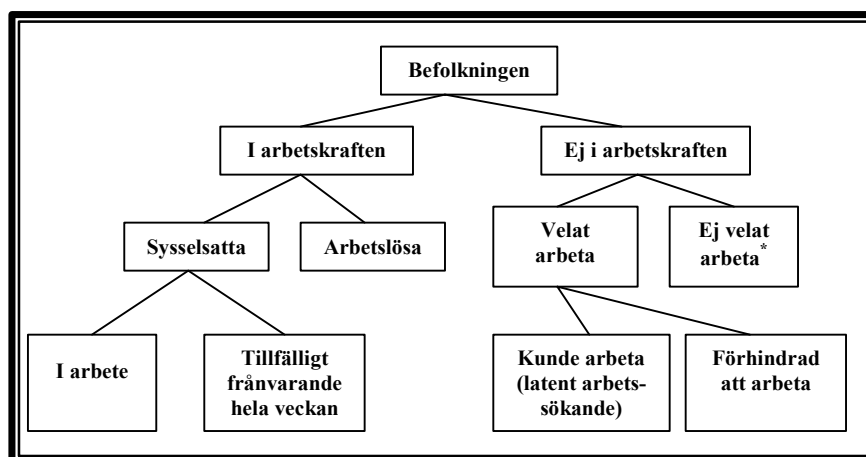 Befolkningen
I arbetskraften
Ej i arbetskraften
Sysselsatta
Arbetslösa
Velat
arbeta
Ej velat
arbeta*
I arbete
Tillfälligt
frånvarande
hela veckan
Kunde arbeta
(latent arbets-
sökande)
Förhindrad
att arbeta